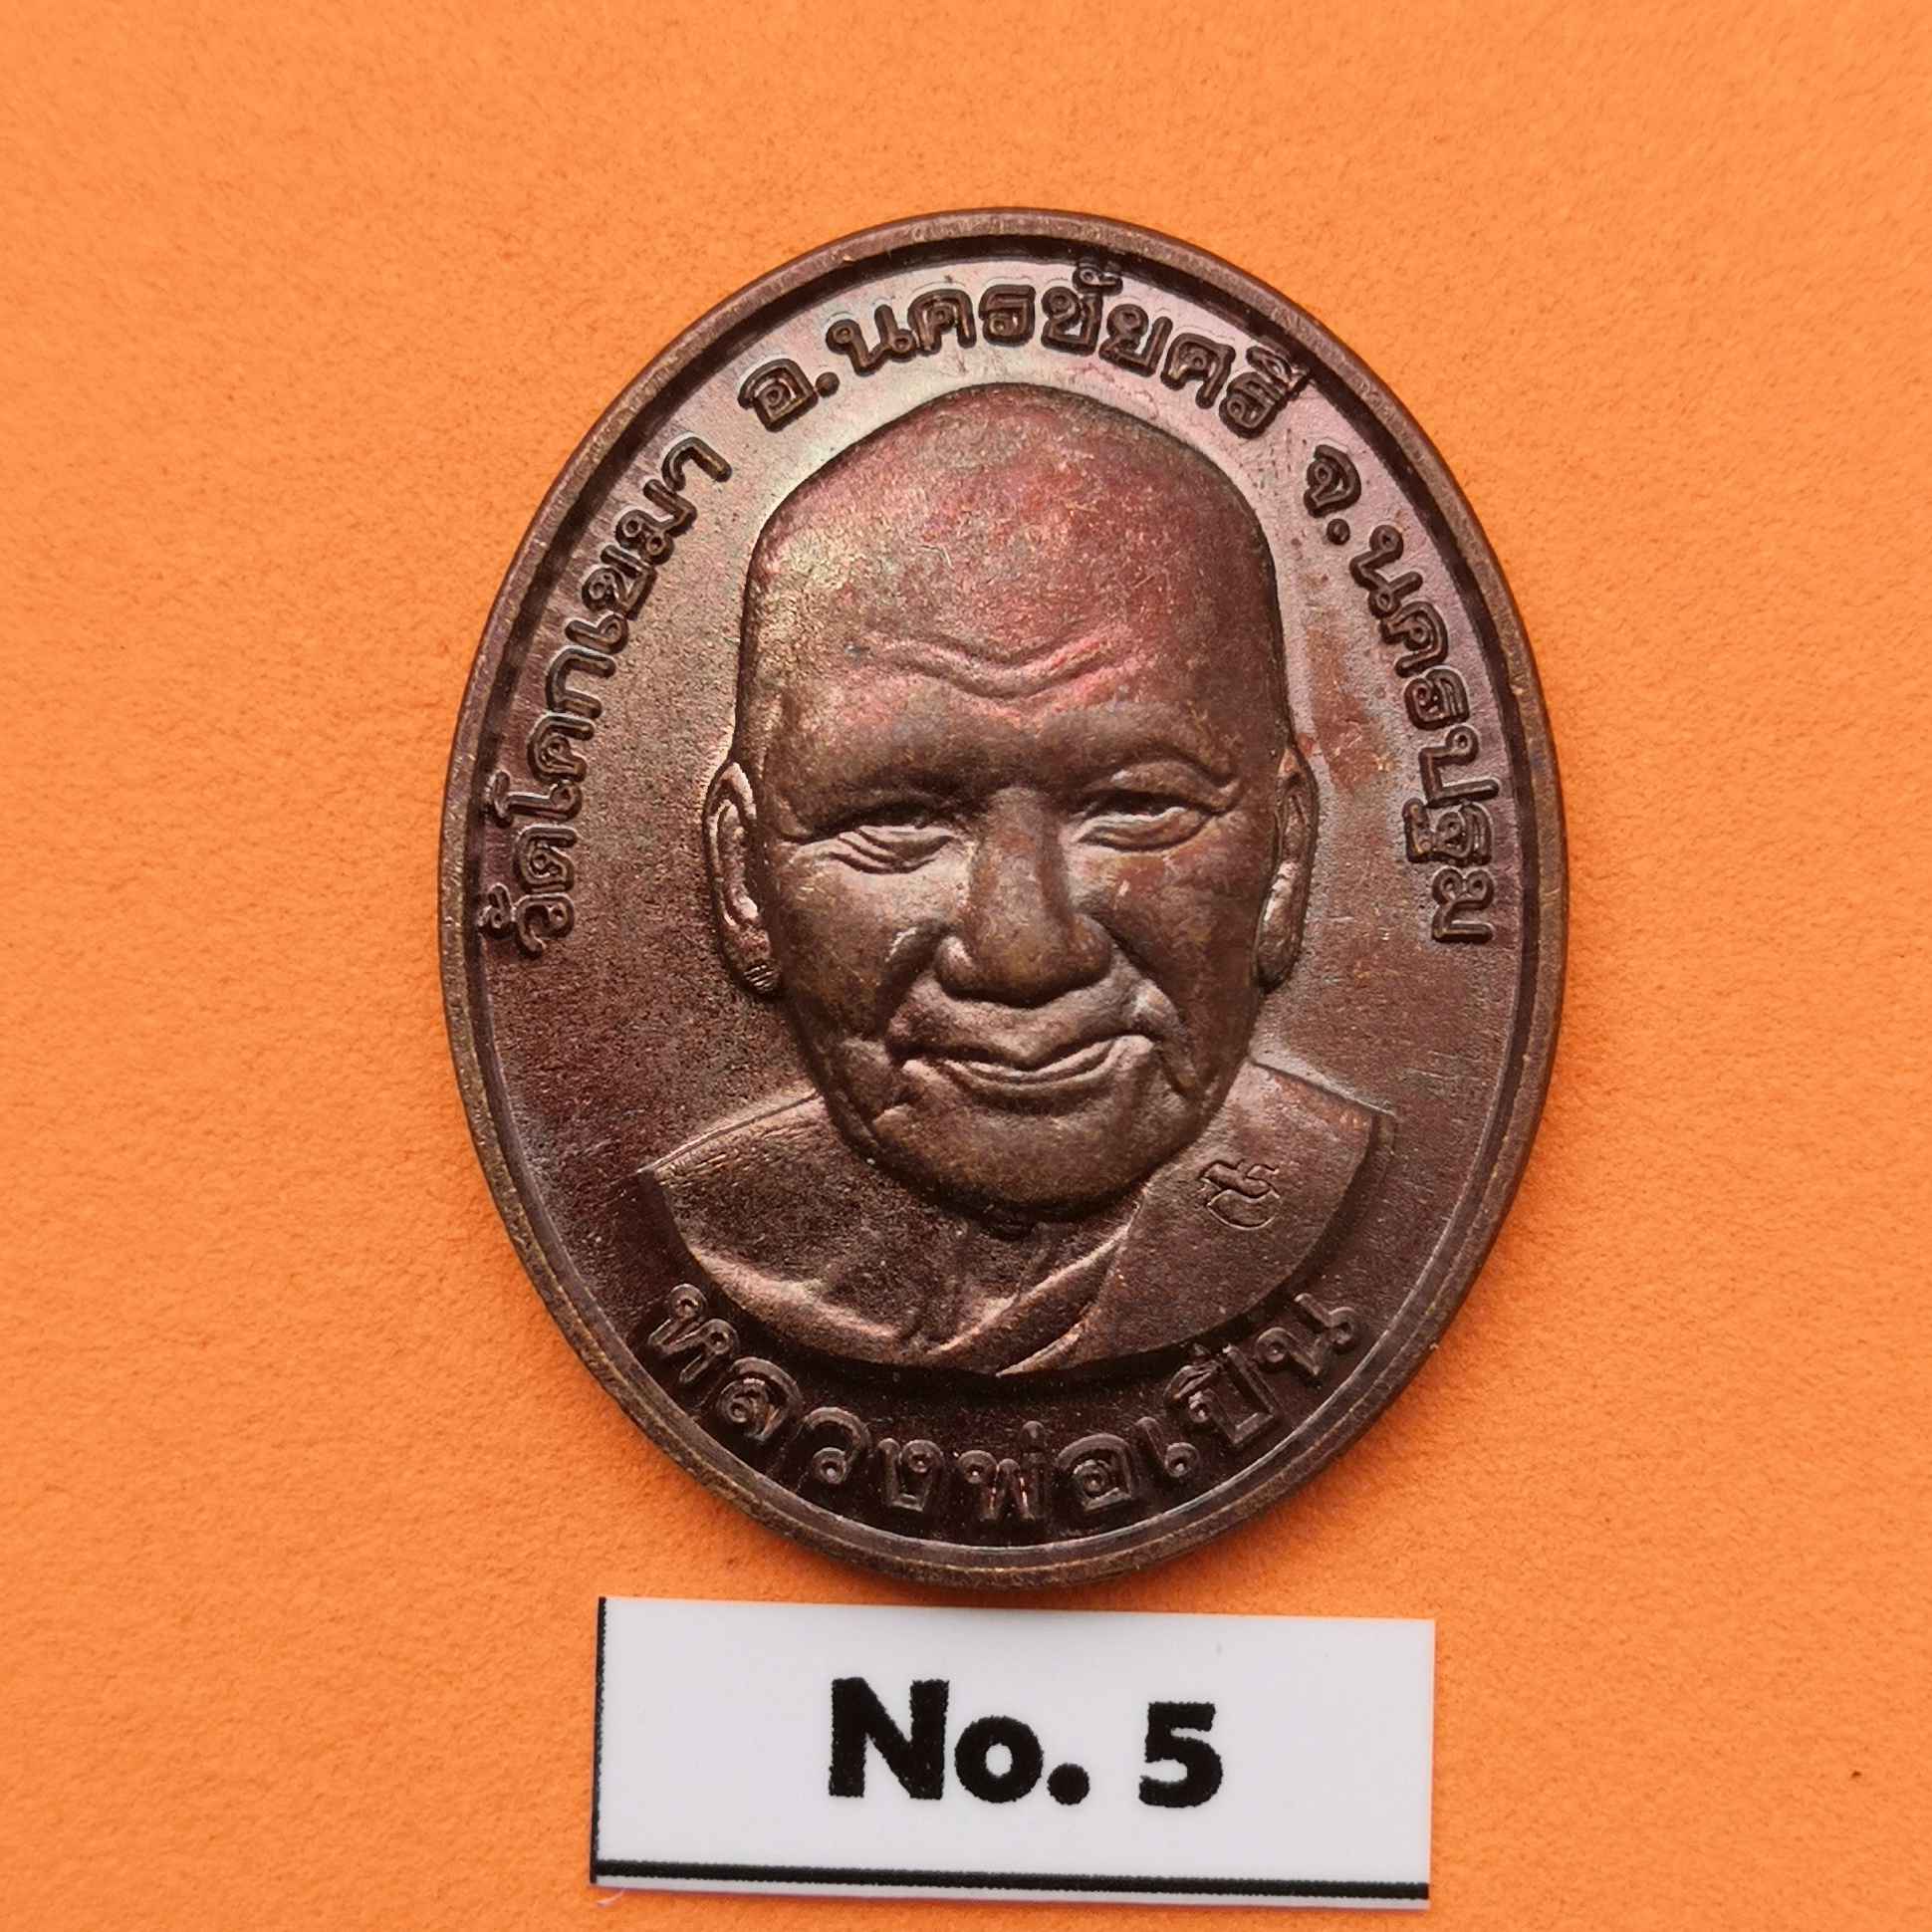 วัดโคกเขมา อ.นครชัยศรี จ.นครปฐม
หลวงพ่อเปิ่น
No. 5